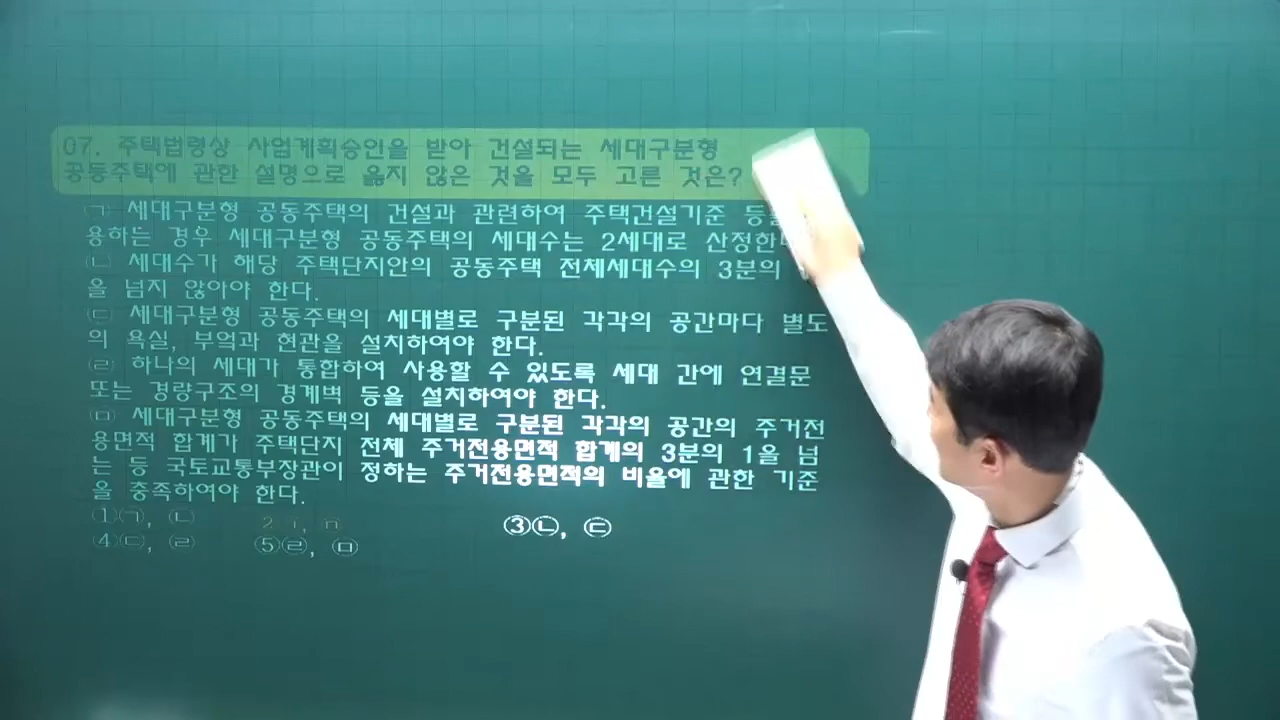 07. 주택법령상 사업계획승인을 받아 건설되는 세대구분형
공동주택에 관한 설명으로 옳지 않은 것을 모두 고른 것은?
㉠ 세대구분형 공동주택의 건설과 관련하여 주택건설기준 등
용하는 경우 세대구분형 공동주택의 세대수는 2세대로 산정한
㉡ 세대수가 해당 주택단지안의 공동주택 전체세대수의 3분의
을 넘지 않아야 한다.
㉢ 세대구분형 공동주택의 세대별로 구분된 각각의 공간마다 별도
의 욕실, 부엌과 현관을 설치하여야 한다.
㉣ 하나의 세대가 통합하여 사용할 수 있도록 세대 간에 연결문
또는 경량구조의 경계벽 등을 설치하여야 한다.
㉤ 세대구분형 공동주택의 세대별로 구분된 각각의 공간의 주거전
용면적 합계가 주택단지 전체 주거전용면적 합계의 3분의 1을 넘
는 등 국토교통부장관이 정하는 주거전용면적의 비율에 관한 기준
을 충족하여야 한다.
①㉠, ㉡ ③㉡, ㉢
④㉢, ㉣ ⑤㉣, ㉤